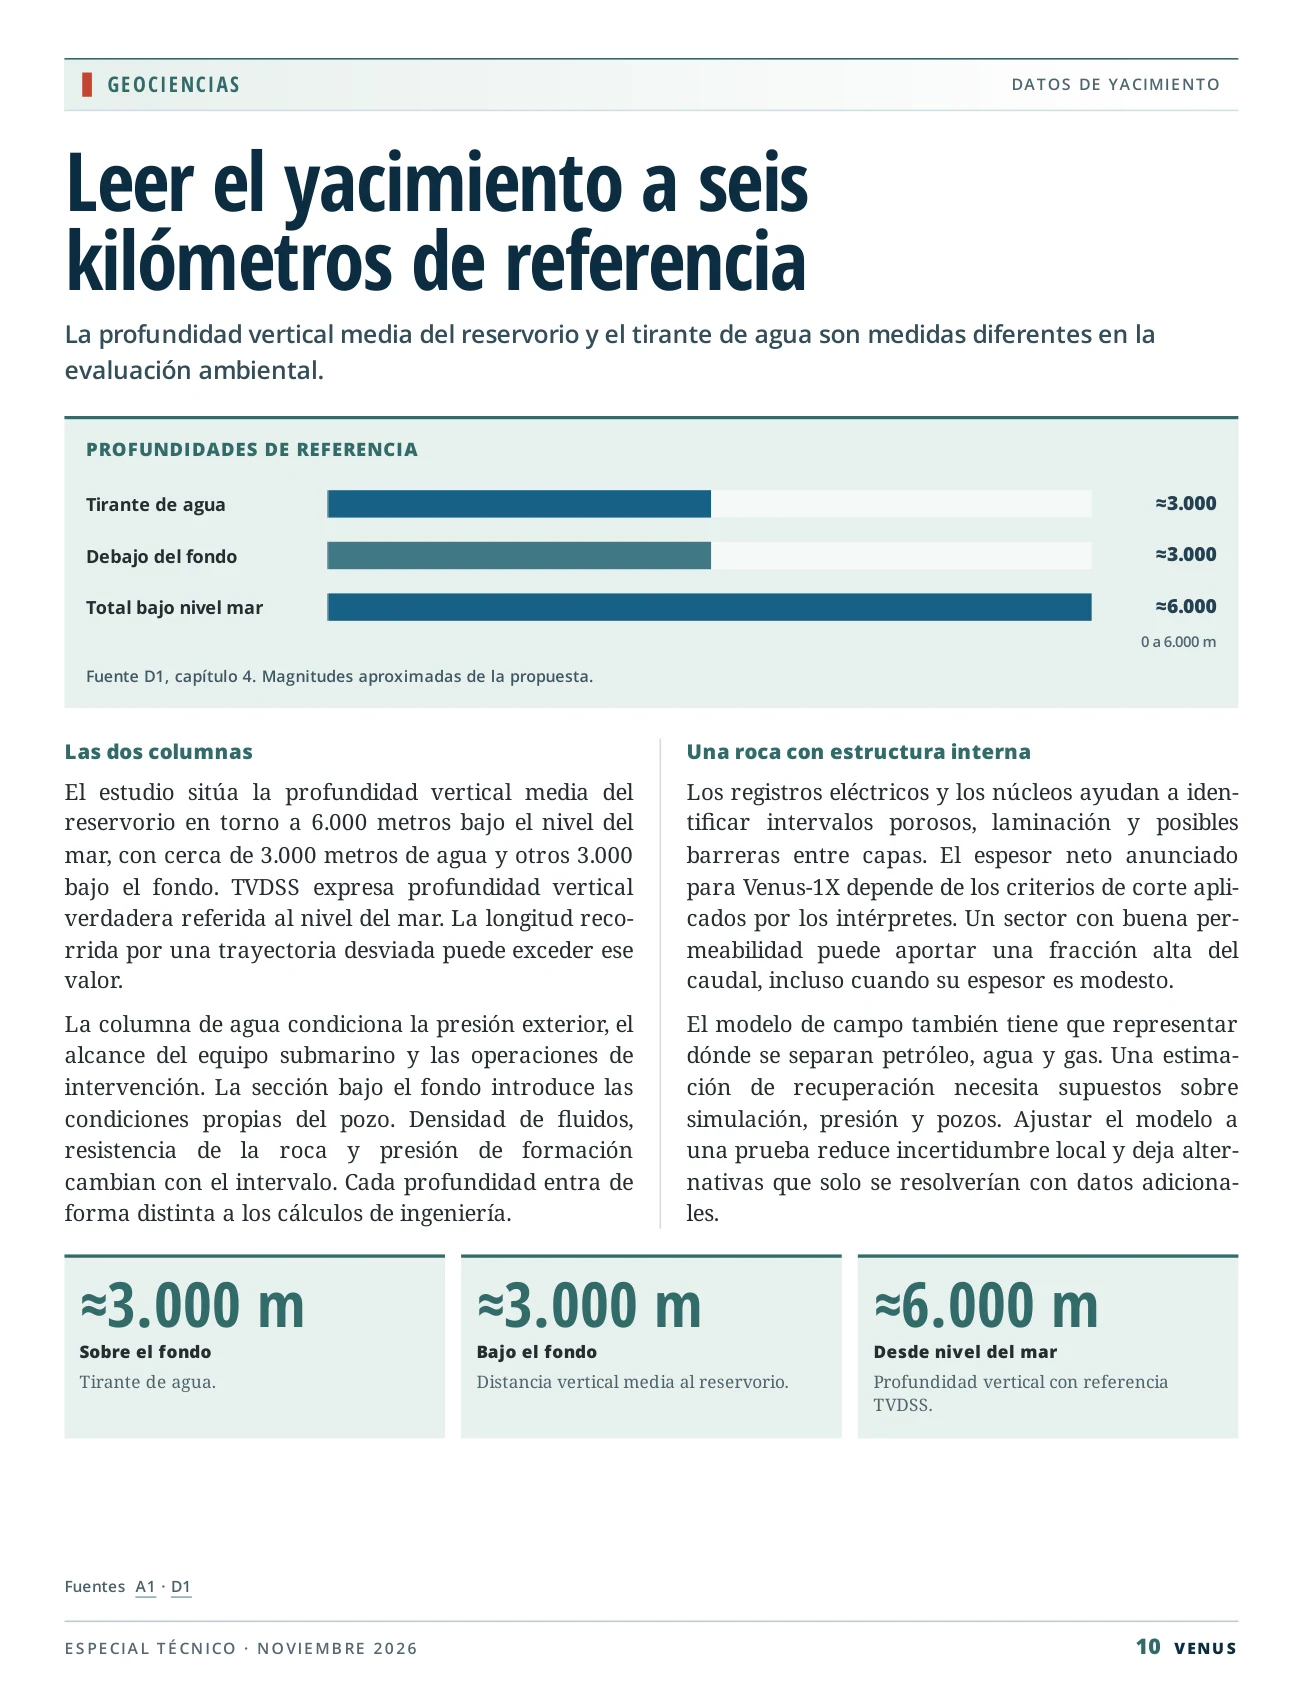 GEOCIENCIAS
DATOS DE YACIMIENTO
Leer el yacimiento a seis
kilómetros de referencia
La profundidad vertical media del reservorio y el tirante de agua son medidas diferentes en la
evaluación ambiental.
PROFUNDIDADES DE REFERENCIA
Tirante de agua ≈3.000
Debajo del fondo ≈3.000
Total bajo nivel mar ≈6.000
0 a 6.000 m
Fuente D1, capítulo 4. Magnitudes aproximadas de la propuesta.
Las dos columnas
El estudio sitúa la profundidad vertical media del
reservorio en torno a 6.000 metros bajo el nivel del
mar, con cerca de 3.000 metros de agua y otros 3.000
bajo el fondo. TVDSS expresa profundidad vertical
verdadera referida al nivel del mar. La longitud reco-
rrida por una trayectoria desviada puede exceder ese
valor.
La columna de agua condiciona la presión exterior, el
alcance del equipo submarino y las operaciones de
intervención. La sección bajo el fondo introduce las
condiciones propias del pozo. Densidad de fluidos,
resistencia de la roca y presión de formación
cambian con el intervalo. Cada profundidad entra de
forma distinta a los cálculos de ingeniería.
Una roca con estructura interna
Los registros eléctricos y los núcleos ayudan a iden-
tificar intervalos porosos, laminación y posibles
barreras entre capas. El espesor neto anunciado
para Venus-1X depende de los criterios de corte apli-
cados por los intérpretes. Un sector con buena per-
meabilidad puede aportar una fracción alta del
caudal, incluso cuando su espesor es modesto.
El modelo de campo también tiene que representar
dónde se separan petróleo, agua y gas. Una estima-
ción de recuperación necesita supuestos sobre
simulación, presión y pozos. Ajustar el modelo a
una prueba reduce incertidumbre local y deja alter-
nativas que solo se resolverían con datos adiciona-
les.
≈3.000 m
Sobre el fondo
Tirante de agua.
≈3.000 m
Bajo el fondo
Distancia vertical media al reservorio.
≈6.000 m
Desde nivel del mar
Profundidad vertical con referencia
TVDSS.
Fuentes A1 · D1
ESPECIAL TÉCNICO · NOVIEMBRE 2026
10 VENUS